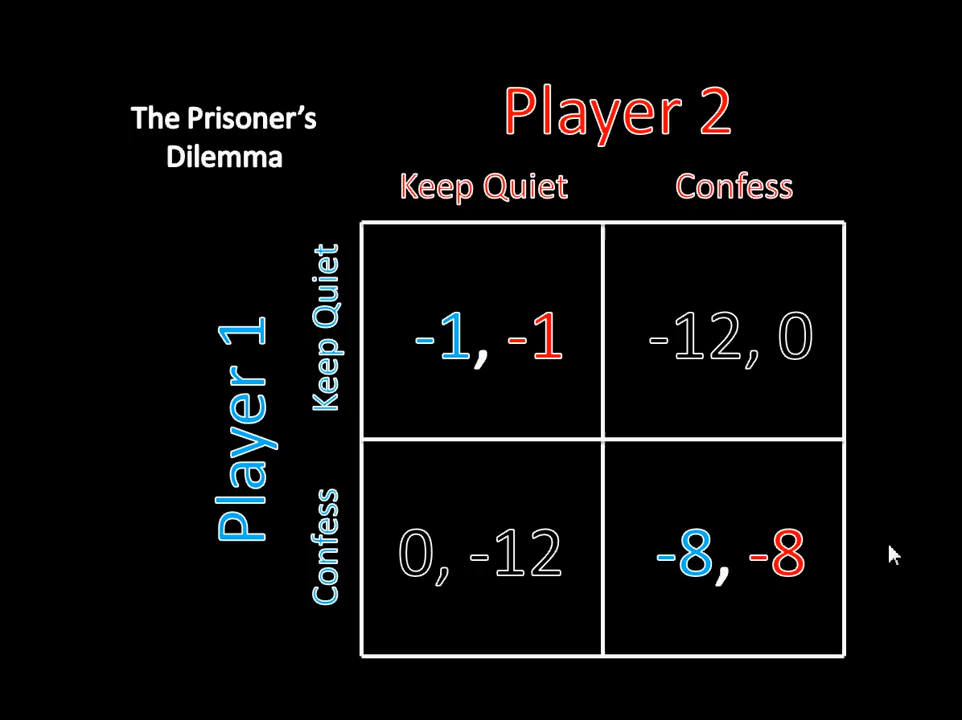 The Prisoner’s
Dilemma
Player 2
Keep Quiet
Confess
Player 1
Keep Quiet
-1, -1
-12, 0
Confess
0, -12
-8, -8